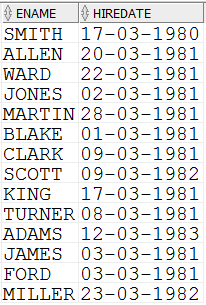 ENAME HIREDATE
SMITH 17-03-1980
ALLEN 20-03-1981
WARD 22-03-1981
JONES 02-03-1981
MARTIN 28-03-1981
BLAKE 01-03-1981
CLARK 09-03-1981
SCOTT 09-03-1982
KING 17-03-1981
TURNER 08-03-1981
ADAMS 12-03-1983
JAMES 03-03-1981
FORD 03-03-1981
MILLER 23-03-1982